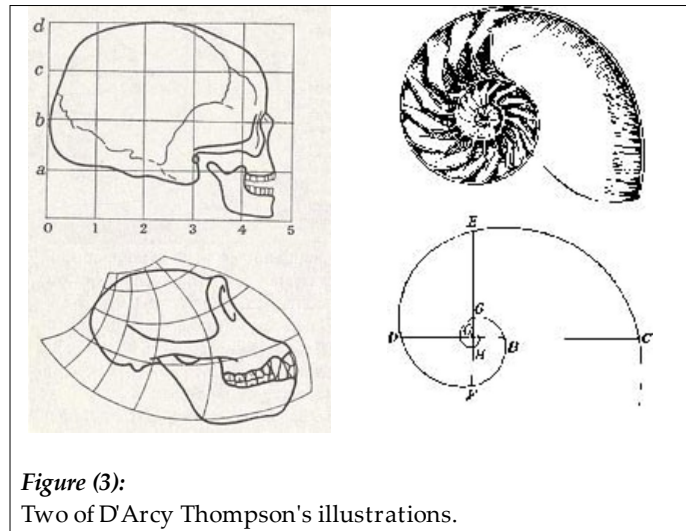 d
c
b
a
0 1 2 3 4 5
E
G
D H B C
F
Figure (3):
Two of D'Arcy Thompson's illustrations.